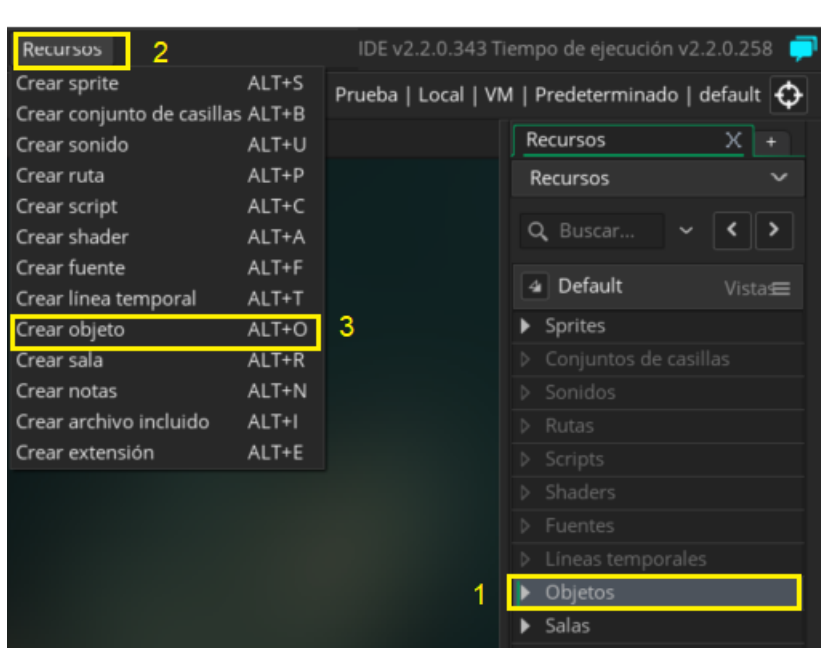 Recursos 2 IDE v2.2.0.343 Tiempo de ejecución v2.2.0.258
Prueba | Local | VM | Predeterminado | default
Crear sprite ALT+S
Crear conjunto de casillas ALT+B
Crear sonido ALT+U
Crear ruta ALT+P
Crear script ALT+C
Crear shader ALT+A
Crear fuente ALT+F
Crear línea temporal ALT+T
Crear objeto ALT+O 3
Crear sala ALT+R
Crear notas ALT+N
Crear archivo incluido ALT+I
Crear extensión ALT+E
Recursos X +
Recursos
Buscar...
Default Vistas
Sprites
Conjuntos de casillas
Sonidos
Rutas
Scripts
Shaders
Fuentes
Líneas temporales
1 Objetos
Salas